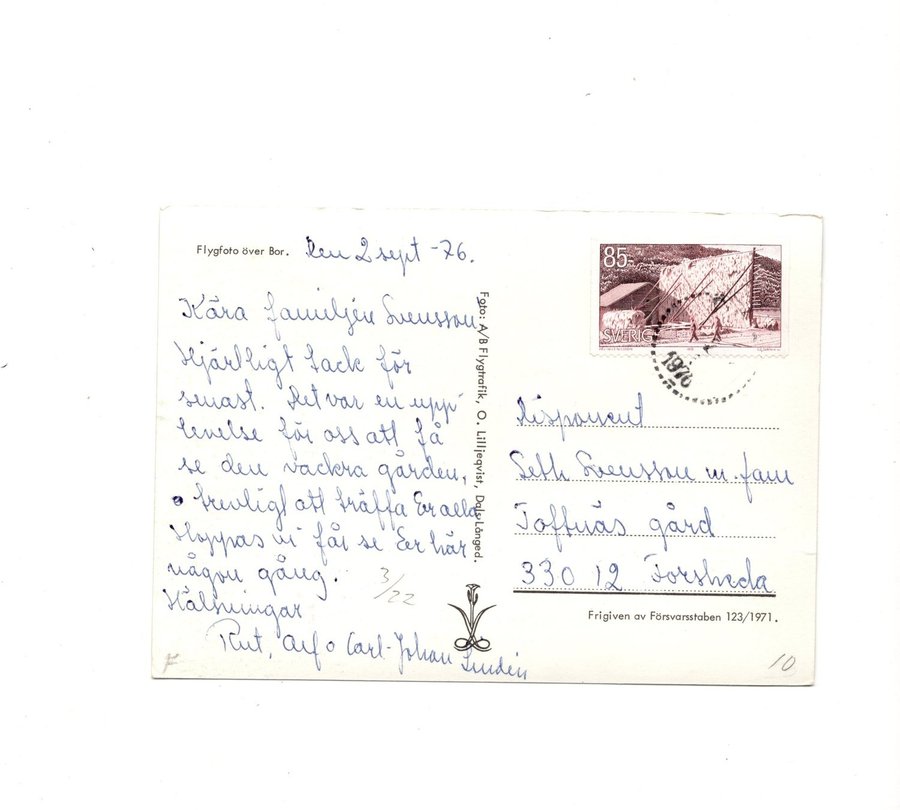 Flygfoto över Bor. Den 2 sept -76.
Kära familjen Svensson
Hjärtligt tack för
senast. Det var en upp-
levelse för oss att få
se den vackra gården,
o trevligt att träffa Er alla
Hoppas vi får se Er här
någon gång.
Hälsningar
Rut, o Carl-Johan Lindén
3/22
Foto: A/B Flygtrafik, O. Lilljeqvist, Dals-Långed.
85
SVERIGE
1976
Disponent
Seth Svensson m. fam
Toftnäs gård
330 12 Forsheda
Frigiven av Försvarsstaben 123/1971.
10